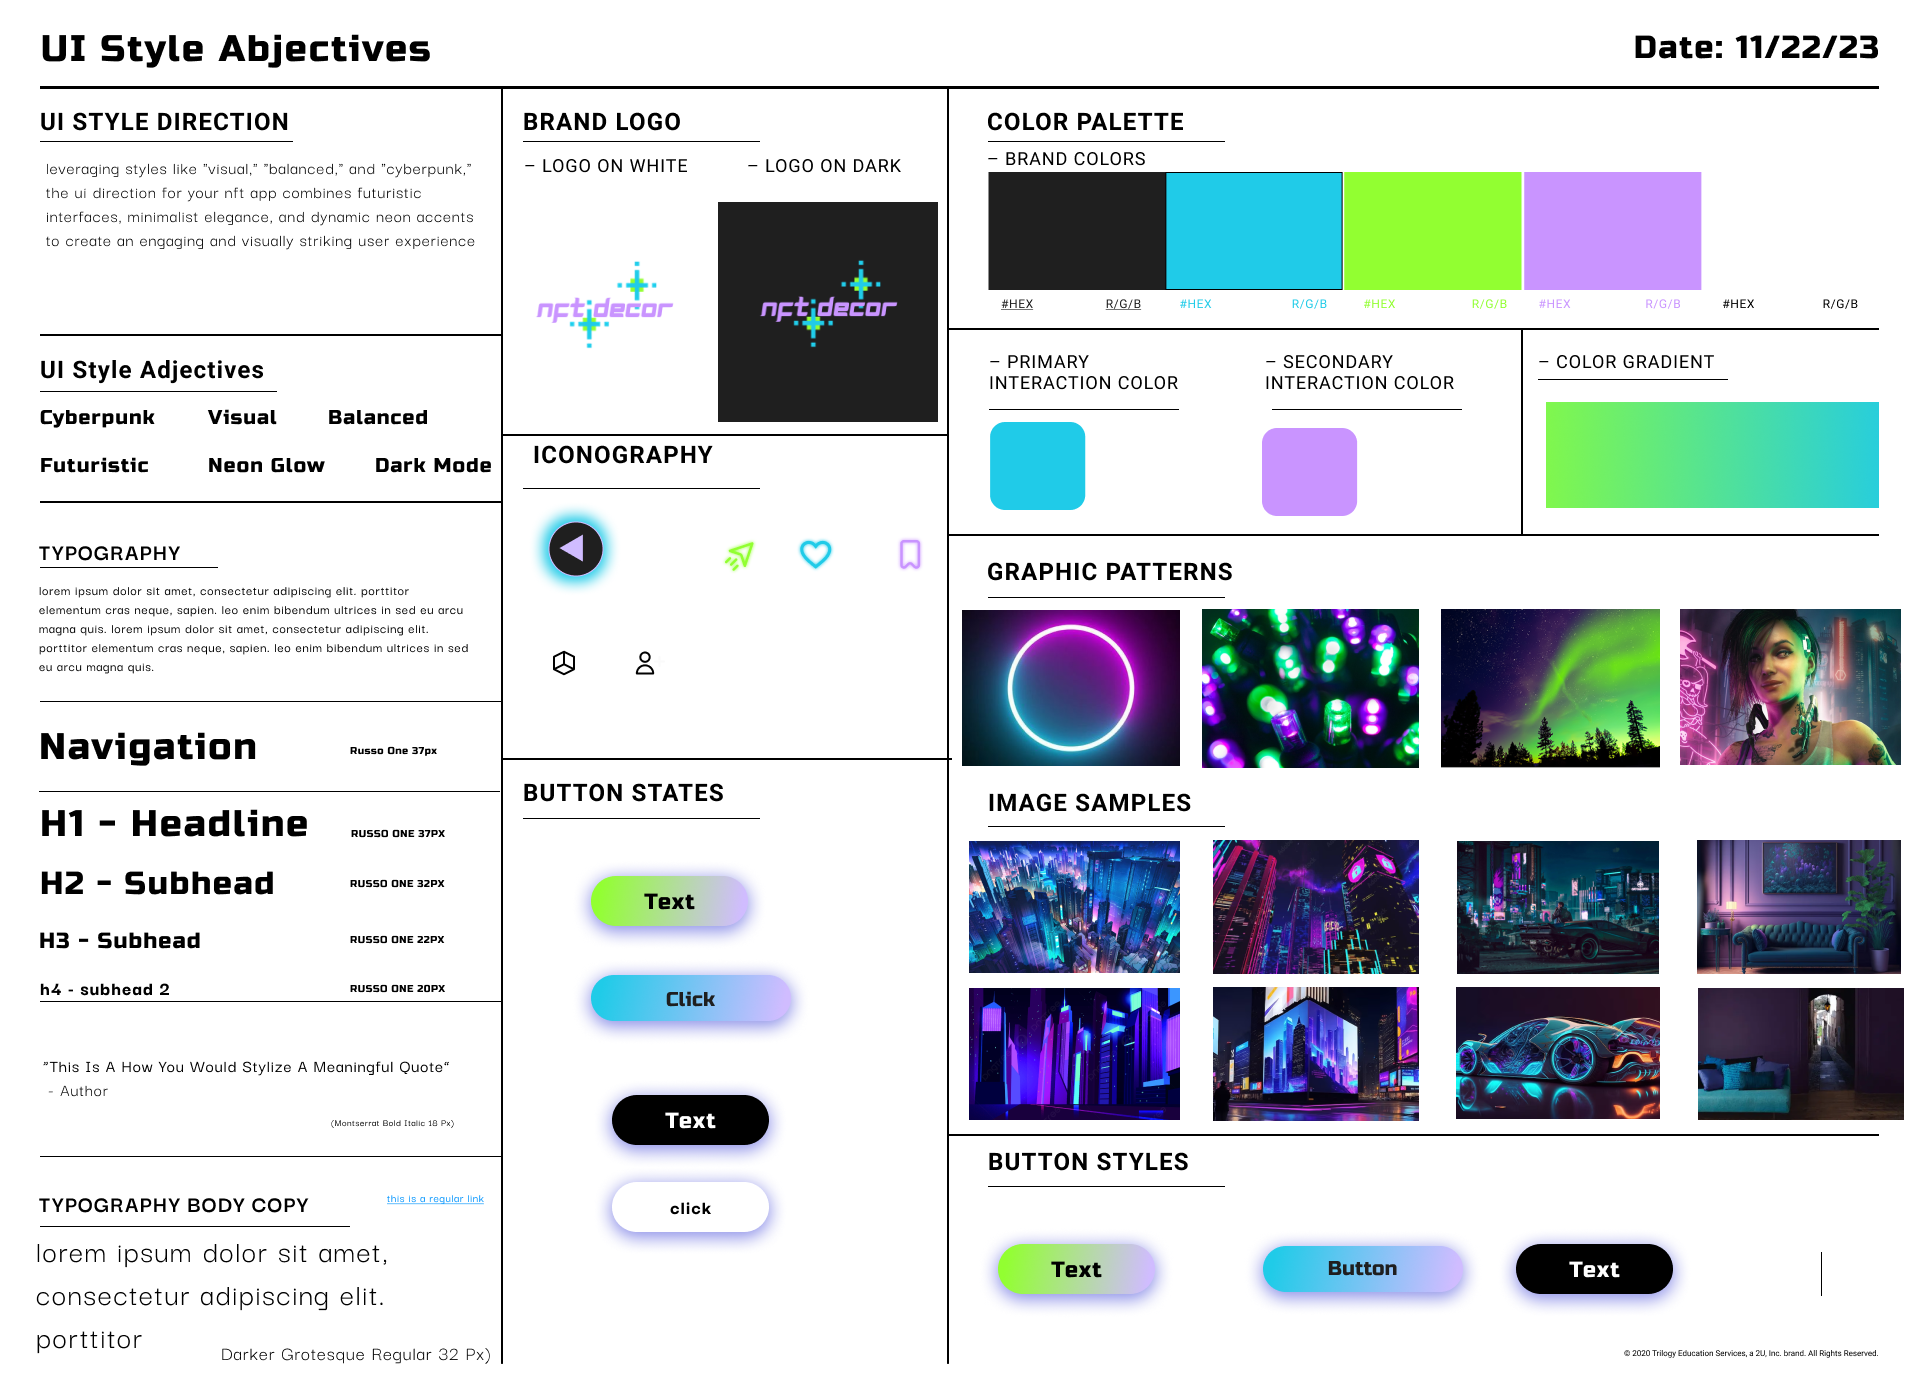 UI Style Abjectives
Date: 11/22/23
UI STYLE DIRECTION
leveraging styles like "visual," "balanced," and "cyberpunk,"
the ui direction for your nft app combines futuristic
interfaces, minimalist elegance, and dynamic neon accents
to create an engaging and visually striking user experience
UI Style Adjectives
Cyberpunk Visual Balanced
Futuristic Neon Glow Dark Mode
TYPOGRAPHY
lorem ipsum dolor sit amet, consectetur adipiscing elit. porttitor
elementum cras neque, sapien. leo enim bibendum ultrices in sed eu arcu
magna quis. lorem ipsum dolor sit amet, consectetur adipiscing elit.
porttitor elementum cras neque, sapien. leo enim bibendum ultrices in sed
eu arcu magna quis.
Navigation Russo One 37px
H1 - Headline RUSSO ONE 37PX
H2 - Subhead RUSSO ONE 32PX
H3 - Subhead RUSSO ONE 22PX
h4 - subhead 2 RUSSO ONE 20PX
"This Is A How You Would Stylize A Meaningful Quote"
- Author
(Montserrat Bold Italic 18 Px)
TYPOGRAPHY BODY COPY
this is a regular link
lorem ipsum dolor sit amet,
consectetur adipiscing elit.
porttitor
Darker Grotesque Regular 32 Px)
BRAND LOGO
– LOGO ON WHITE
– LOGO ON DARK
nft decor
nft decor
ICONOGRAPHY
BUTTON STATES
Text
Click
Text
click
COLOR PALETTE
– BRAND COLORS
#HEX R/G/B #HEX R/G/B #HEX R/G/B #HEX R/G/B #HEX R/G/B
– PRIMARY
INTERACTION COLOR
– SECONDARY
INTERACTION COLOR
– COLOR GRADIENT
GRAPHIC PATTERNS
IMAGE SAMPLES
BUTTON STYLES
Text
Button
Text
© 2020 Trilogy Education Services, a 2U, Inc. brand. All Rights Reserved.